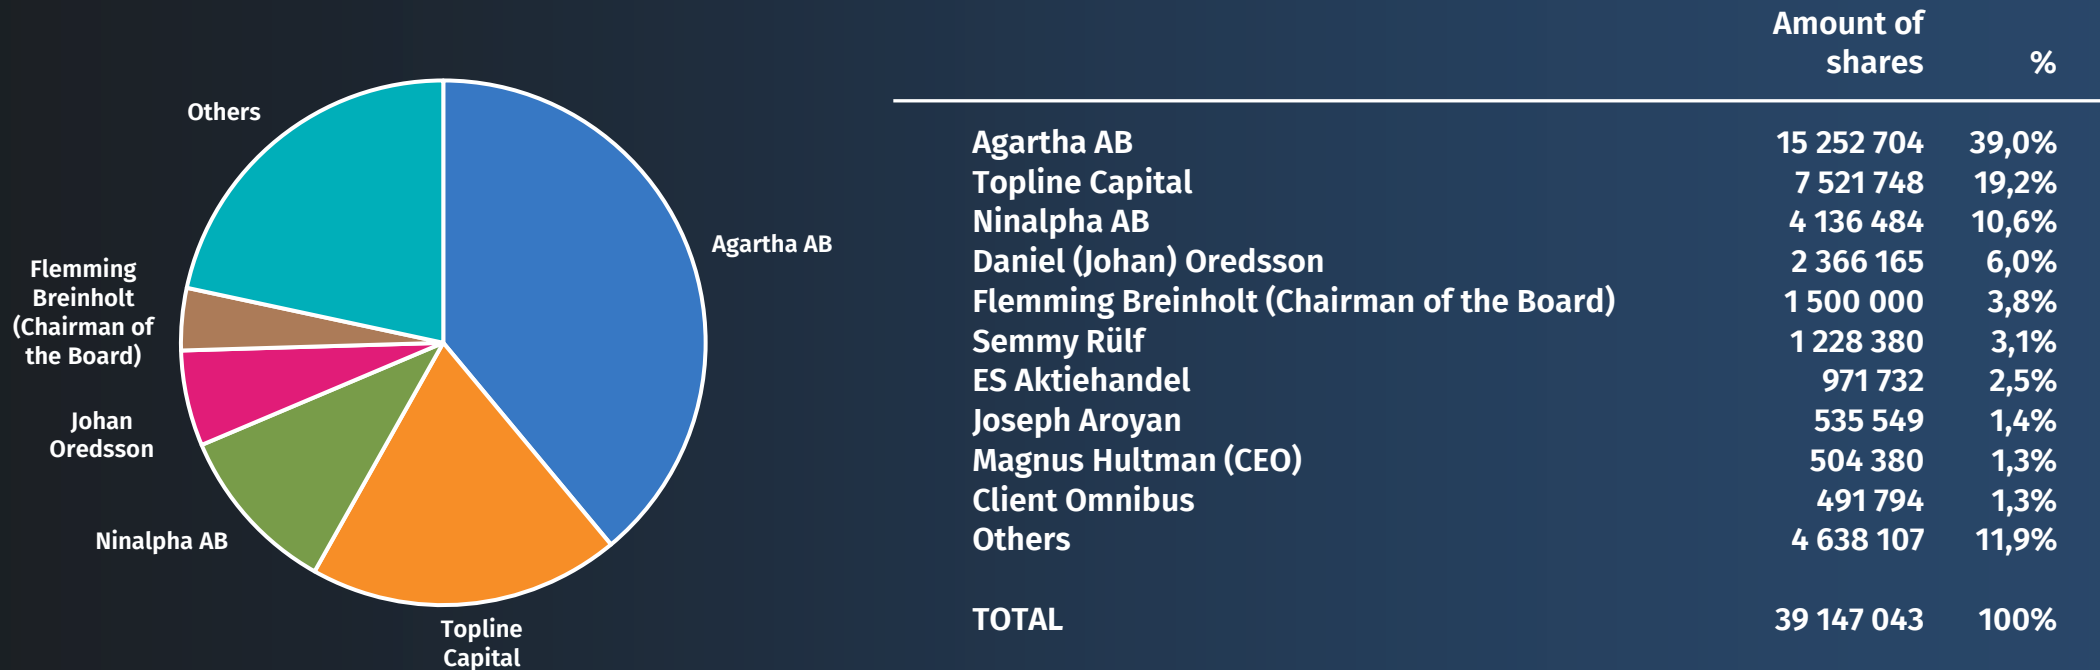 Others
Flemming
Breinholt
(Chairman of
the Board)
Johan
Oredsson
Ninalpha AB
Topline
Capital
Agartha AB
Amount of
shares %
Agartha AB 15 252 704 39,0%
Topline Capital 7 521 748 19,2%
Ninalpha AB 4 136 484 10,6%
Daniel (Johan) Oredsson 2 366 165 6,0%
Flemming Breinholt (Chairman of the Board) 1 500 000 3,8%
Semmy Rülf 1 228 380 3,1%
ES Aktiehandel 971 732 2,5%
Joseph Aroyan 535 549 1,4%
Magnus Hultman (CEO) 504 380 1,3%
Client Omnibus 491 794 1,3%
Others 4 638 107 11,9%
TOTAL 39 147 043 100%